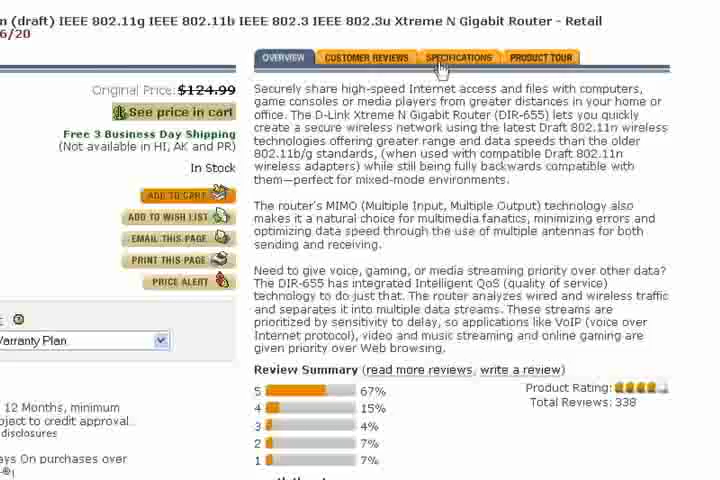 n (draft) IEEE 802.11g IEEE 802.11b IEEE 802.3 IEEE 802.3u Xtreme N Gigabit Router - Retail
6/20
OVERVIEW CUSTOMER REVIEWS SPECIFICATIONS PRODUCT TOUR
Original Price: $124.99
See price in cart
Free 3 Business Day Shipping
(Not available in HI, AK and PR)
In Stock
ADD TO CART
ADD TO WISH LIST
EMAIL THIS PAGE
PRINT THIS PAGE
PRICE ALERT
Warranty Plan
12 Months, minimum
bject to credit approval.
disclosures
ays On purchases over
Securely share high-speed Internet access and files with computers,
game consoles or media players from greater distances in your home or
office. The D-Link Xtreme N Gigabit Router (DIR-655) lets you quickly
create a secure wireless network using the latest Draft 802.11n wireless
technologies offering greater range and data speeds than the older
802.11b/g standards, (when used with compatible Draft 802.11n
wireless adapters) while still being fully backwards compatible with
them—perfect for mixed-mode environments.
The router's MIMO (Multiple Input, Multiple Output) technology also
makes it a natural choice for multimedia fanatics, minimizing errors and
optimizing data speed through the use of multiple antennas for both
sending and receiving.
Need to give voice, gaming, or media streaming priority over other data?
The DIR-655 has integrated Intelligent QoS (quality of service)
technology to do just that. The router analyzes wired and wireless traffic
and separates it into multiple data streams. These streams are
prioritized by sensitivity to delay, so applications like VoIP (voice over
Internet protocol), video and music streaming and online gaming are
given priority over Web browsing.
Review Summary (read more reviews, write a review)
5 67%
4 15%
3 4%
2 7%
1 7%
Product Rating:
Total Reviews: 338